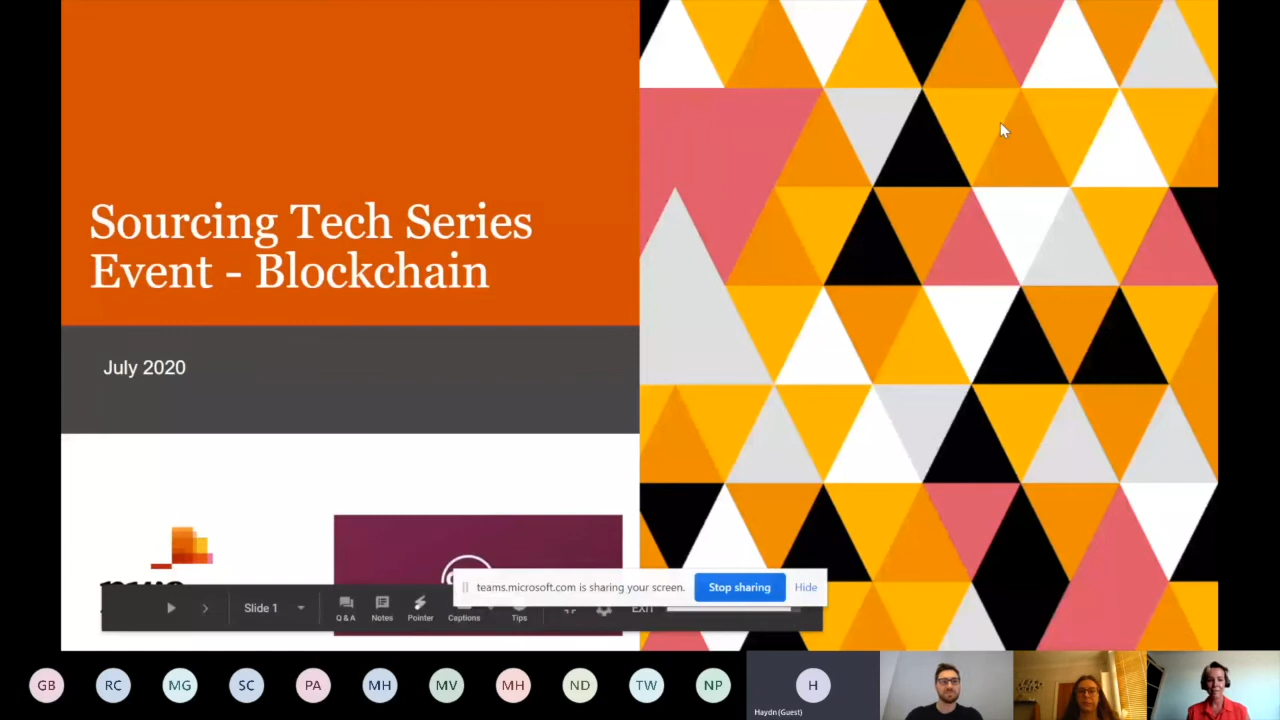 Sourcing Tech Series
Event - Blockchain
July 2020
teams.microsoft.com is sharing your screen.
Stop sharing
Hide
Slide 1
Q & A
Notes
Pointer
Captions
Tips
EXIT
GB
RC
MG
SC
PA
MH
MV
MH
ND
TW
NP
H
Haydn (Guest)